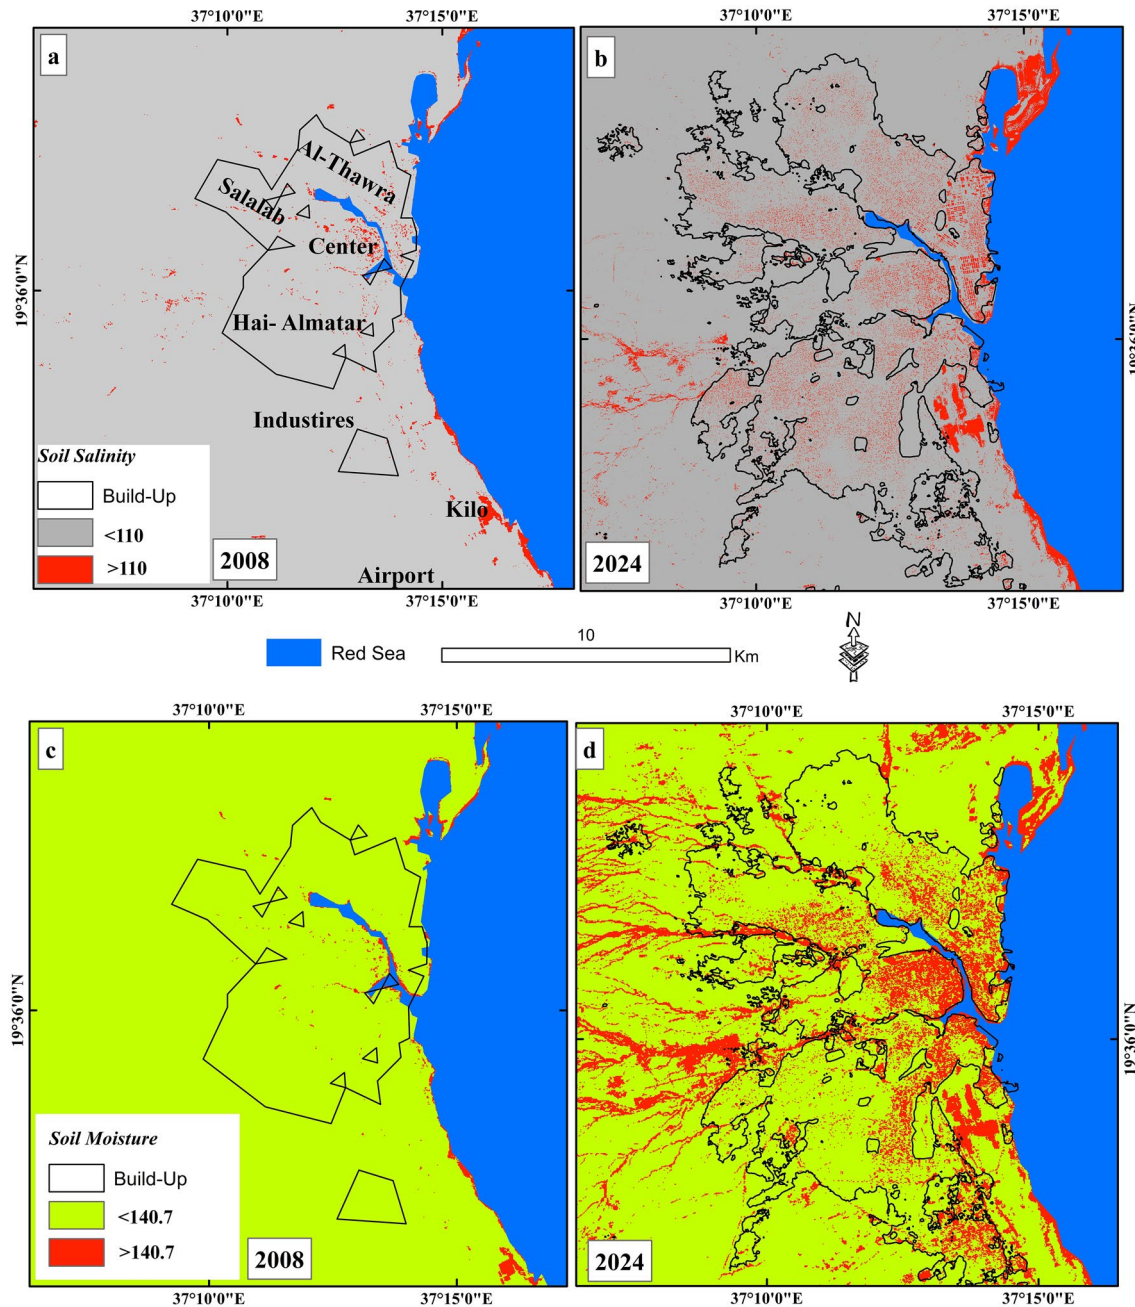 37°10'0"E
37°15'0"E
37°10'0"E
37°15'0"E
a
b
Al-Thawra
Salalab
Center
19°36'0"N
Hai- Almatar
19°36'0"N
Industires
Soil Salinity
Build-Up
<110
>110
Kilo
2008
Airport
2024
37°10'0"E
37°15'0"E
37°10'0"E
37°15'0"E
Red Sea
10
Km
N
37°10'0"E
37°15'0"E
37°10'0"E
37°15'0"E
c
d
19°36'0"N
19°36'0"N
Soil Moisture
Build-Up
<140.7
>140.7
2008
2024
37°10'0"E
37°15'0"E
37°10'0"E
37°15'0"E